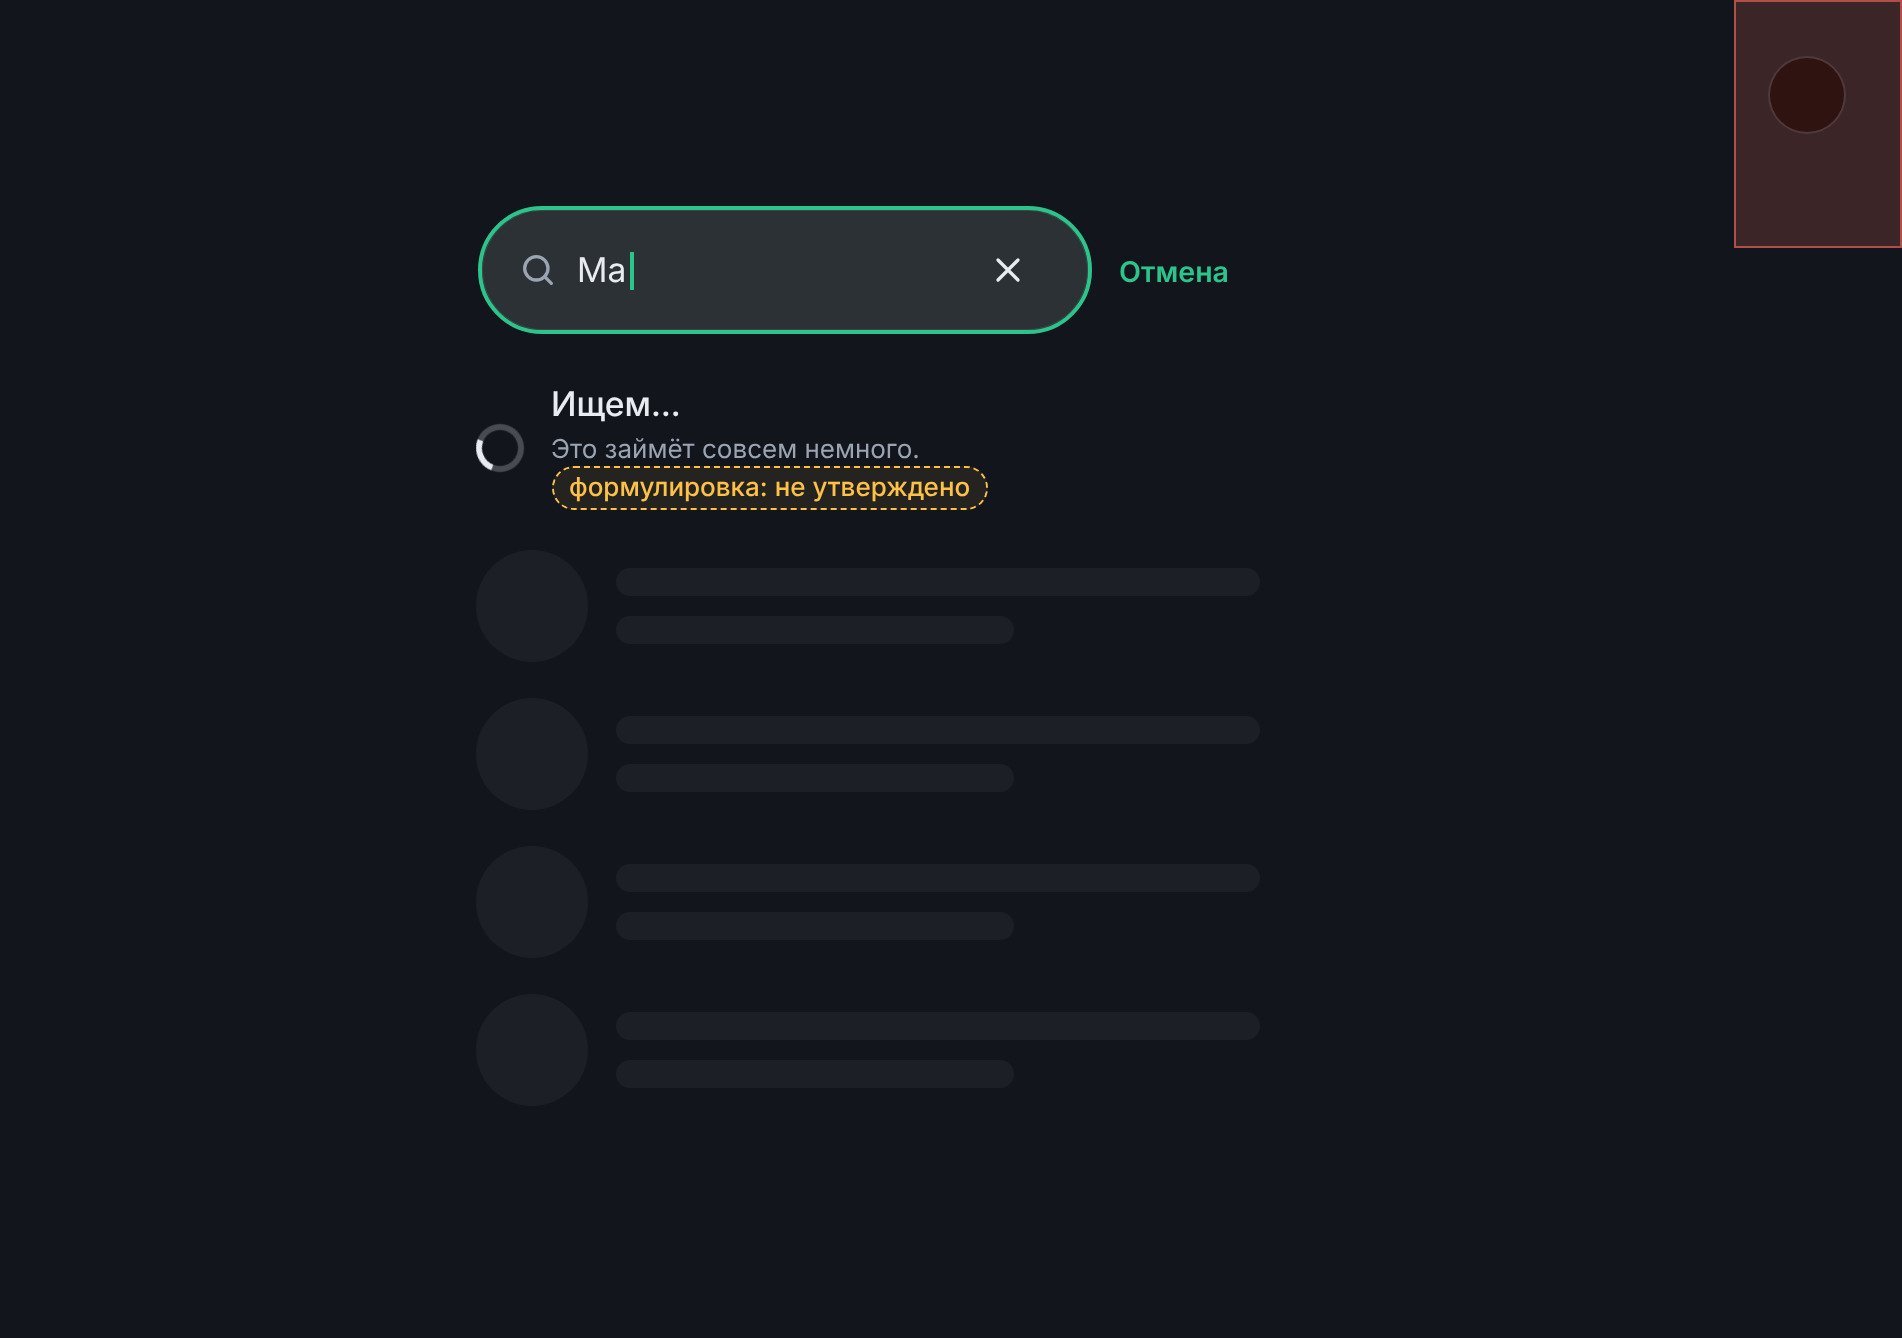 Ма
Отмена
Ищем...
Это займёт совсем немного.
формулировка: не утверждено